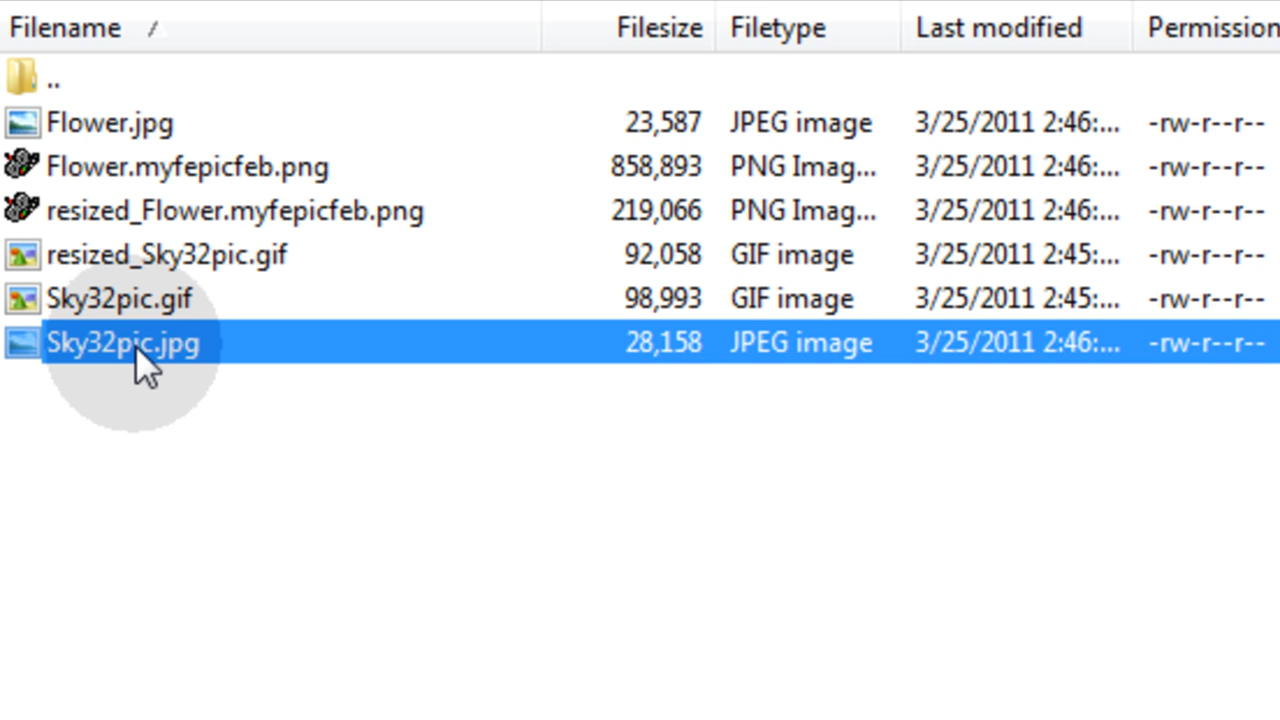 Filename / Filesize Filetype Last modified Permission
..
Flower.jpg 23,587 JPEG image 3/25/2011 2:46:... -rw-r--r--
Flower.myfepicfeb.png 858,893 PNG Imag... 3/25/2011 2:46:... -rw-r--r--
resized_Flower.myfepicfeb.png 219,066 PNG Imag... 3/25/2011 2:46:... -rw-r--r--
resized_Sky32pic.gif 92,058 GIF image 3/25/2011 2:45:... -rw-r--r--
Sky32pic.gif 98,993 GIF image 3/25/2011 2:45:... -rw-r--r--
Sky32pic.jpg 28,158 JPEG image 3/25/2011 2:46:... -rw-r--r--